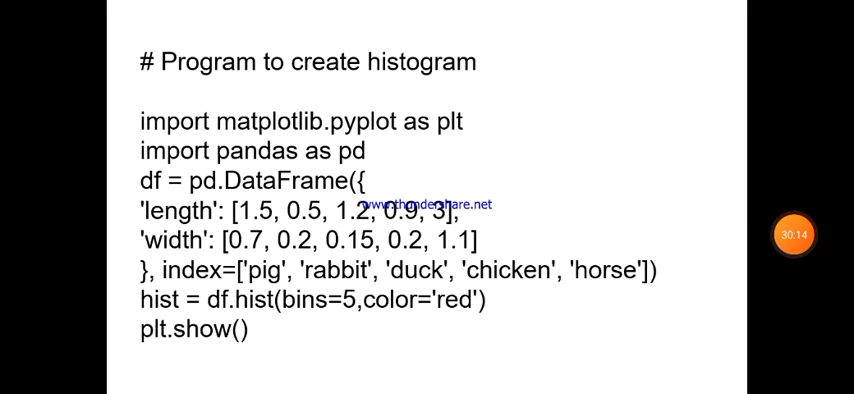 # Program to create histogram
import matplotlib.pyplot as plt
import pandas as pd
df = pd.DataFrame({
www.thundershare.net
'length': [1.5, 0.5, 1.2, 0.9, 3],
'width': [0.7, 0.2, 0.15, 0.2, 1.1]
30:14
}, index=['pig', 'rabbit', 'duck', 'chicken', 'horse'])
hist = df.hist(bins=5,color='red')
plt.show()